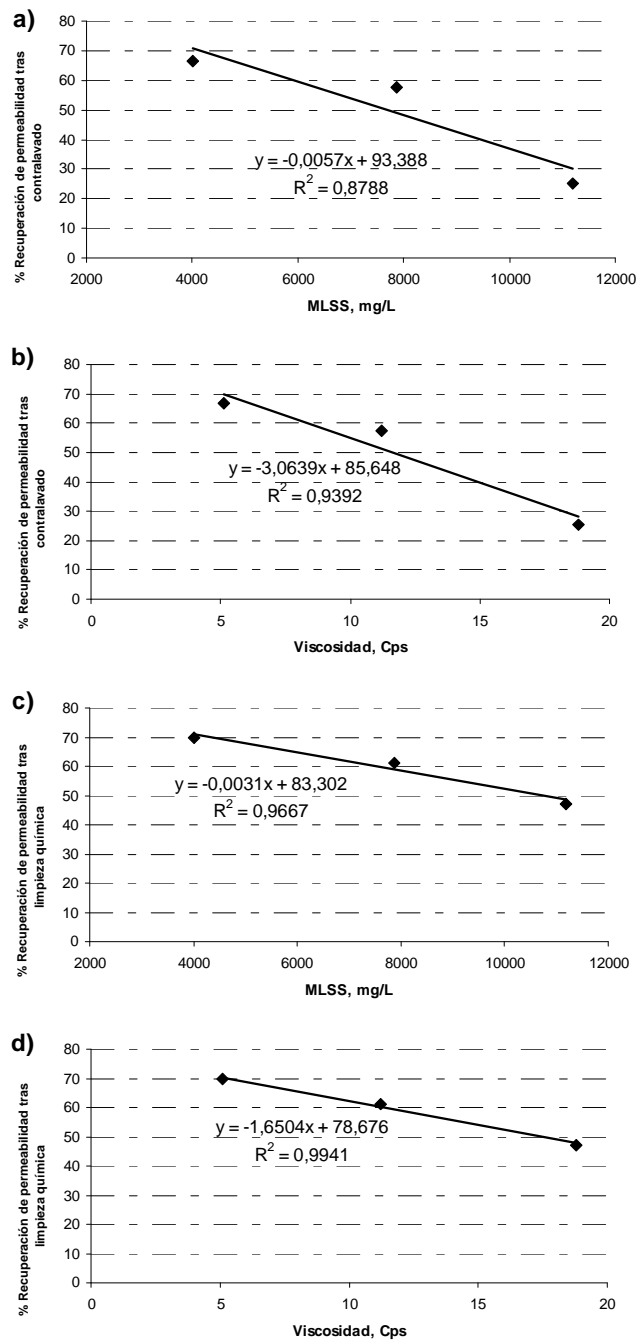 a)
% Recuperación de permeabilidad tras
contralavado
80
70
60
50
40
30
20
10
0
y = -0,0057x + 93,388
R² = 0,8788
2000 4000 6000 8000 10000 12000
MLSS, mg/L
b)
% Recuperación de permeabilidad tras
contralavado
80
70
60
50
40
30
20
10
0
y = -3,0639x + 85,648
R² = 0,9392
0 5 10 15 20
Viscosidad, Cps
c)
% Recuperación de permeabilidad tras
limpieza química
80
70
60
50
40
30
20
10
0
y = -0,0031x + 83,302
R² = 0,9667
2000 4000 6000 8000 10000 12000
MLSS, mg/L
d)
% Recuperación de permeabilidad tras
limpieza química
80
70
60
50
40
30
20
10
0
y = -1,6504x + 78,676
R² = 0,9941
0 5 10 15 20
Viscosidad, Cps